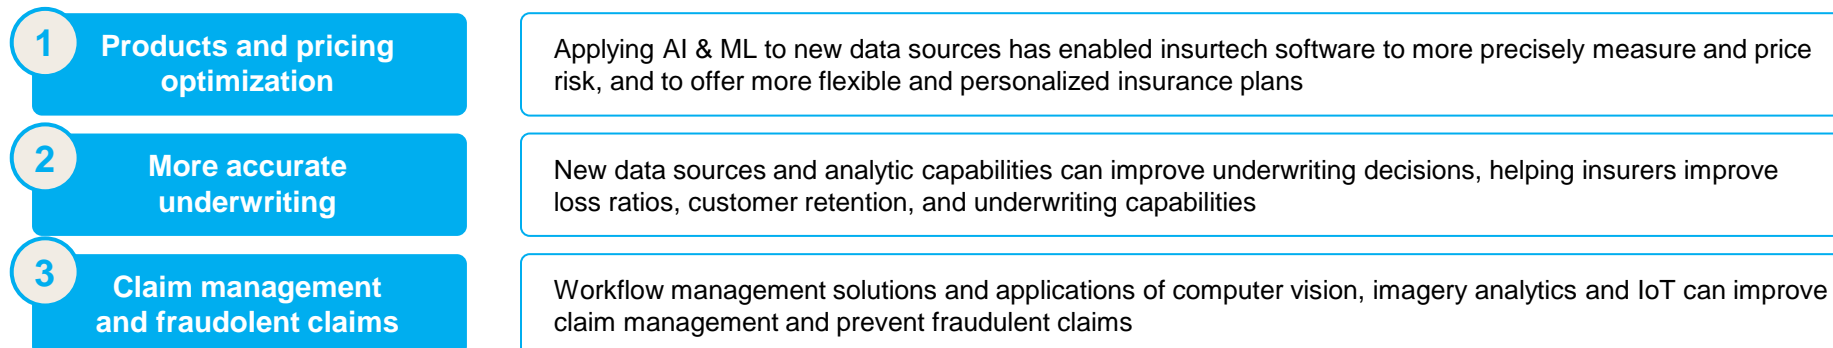 1
Products and pricing
optimization
Applying AI & ML to new data sources has enabled insurtech software to more precisely measure and price
risk, and to offer more flexible and personalized insurance plans
2
More accurate
underwriting
New data sources and analytic capabilities can improve underwriting decisions, helping insurers improve
loss ratios, customer retention, and underwriting capabilities
3
Claim management
and fraudolent claims
Workflow management solutions and applications of computer vision, imagery analytics and IoT can improve
claim management and prevent fraudulent claims